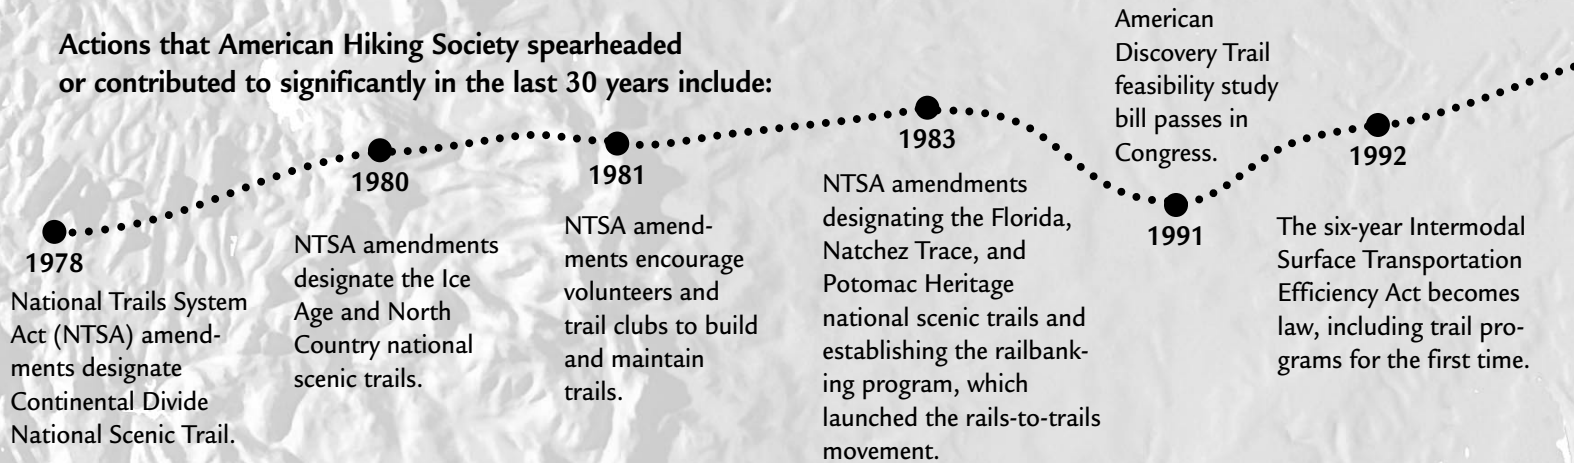 Actions that American Hiking Society spearheaded
or contributed to significantly in the last 30 years include:
1978
National Trails System
Act (NTSA) amend-
ments designate
Continental Divide
National Scenic Trail.
1980
NTSA amendments
designate the Ice
Age and North
Country national
scenic trails.
1981
NTSA amend-
ments encourage
volunteers and
trail clubs to build
and maintain
trails.
1983
NTSA amendments
designating the Florida,
Natchez Trace, and
Potomac Heritage
national scenic trails and
establishing the railbank-
ing program, which
launched the rails-to-trails
movement.
American
Discovery Trail
feasibility study
bill passes in
Congress.
1991
1992
The six-year Intermodal
Surface Transportation
Efficiency Act becomes
law, including trail pro-
grams for the first time.